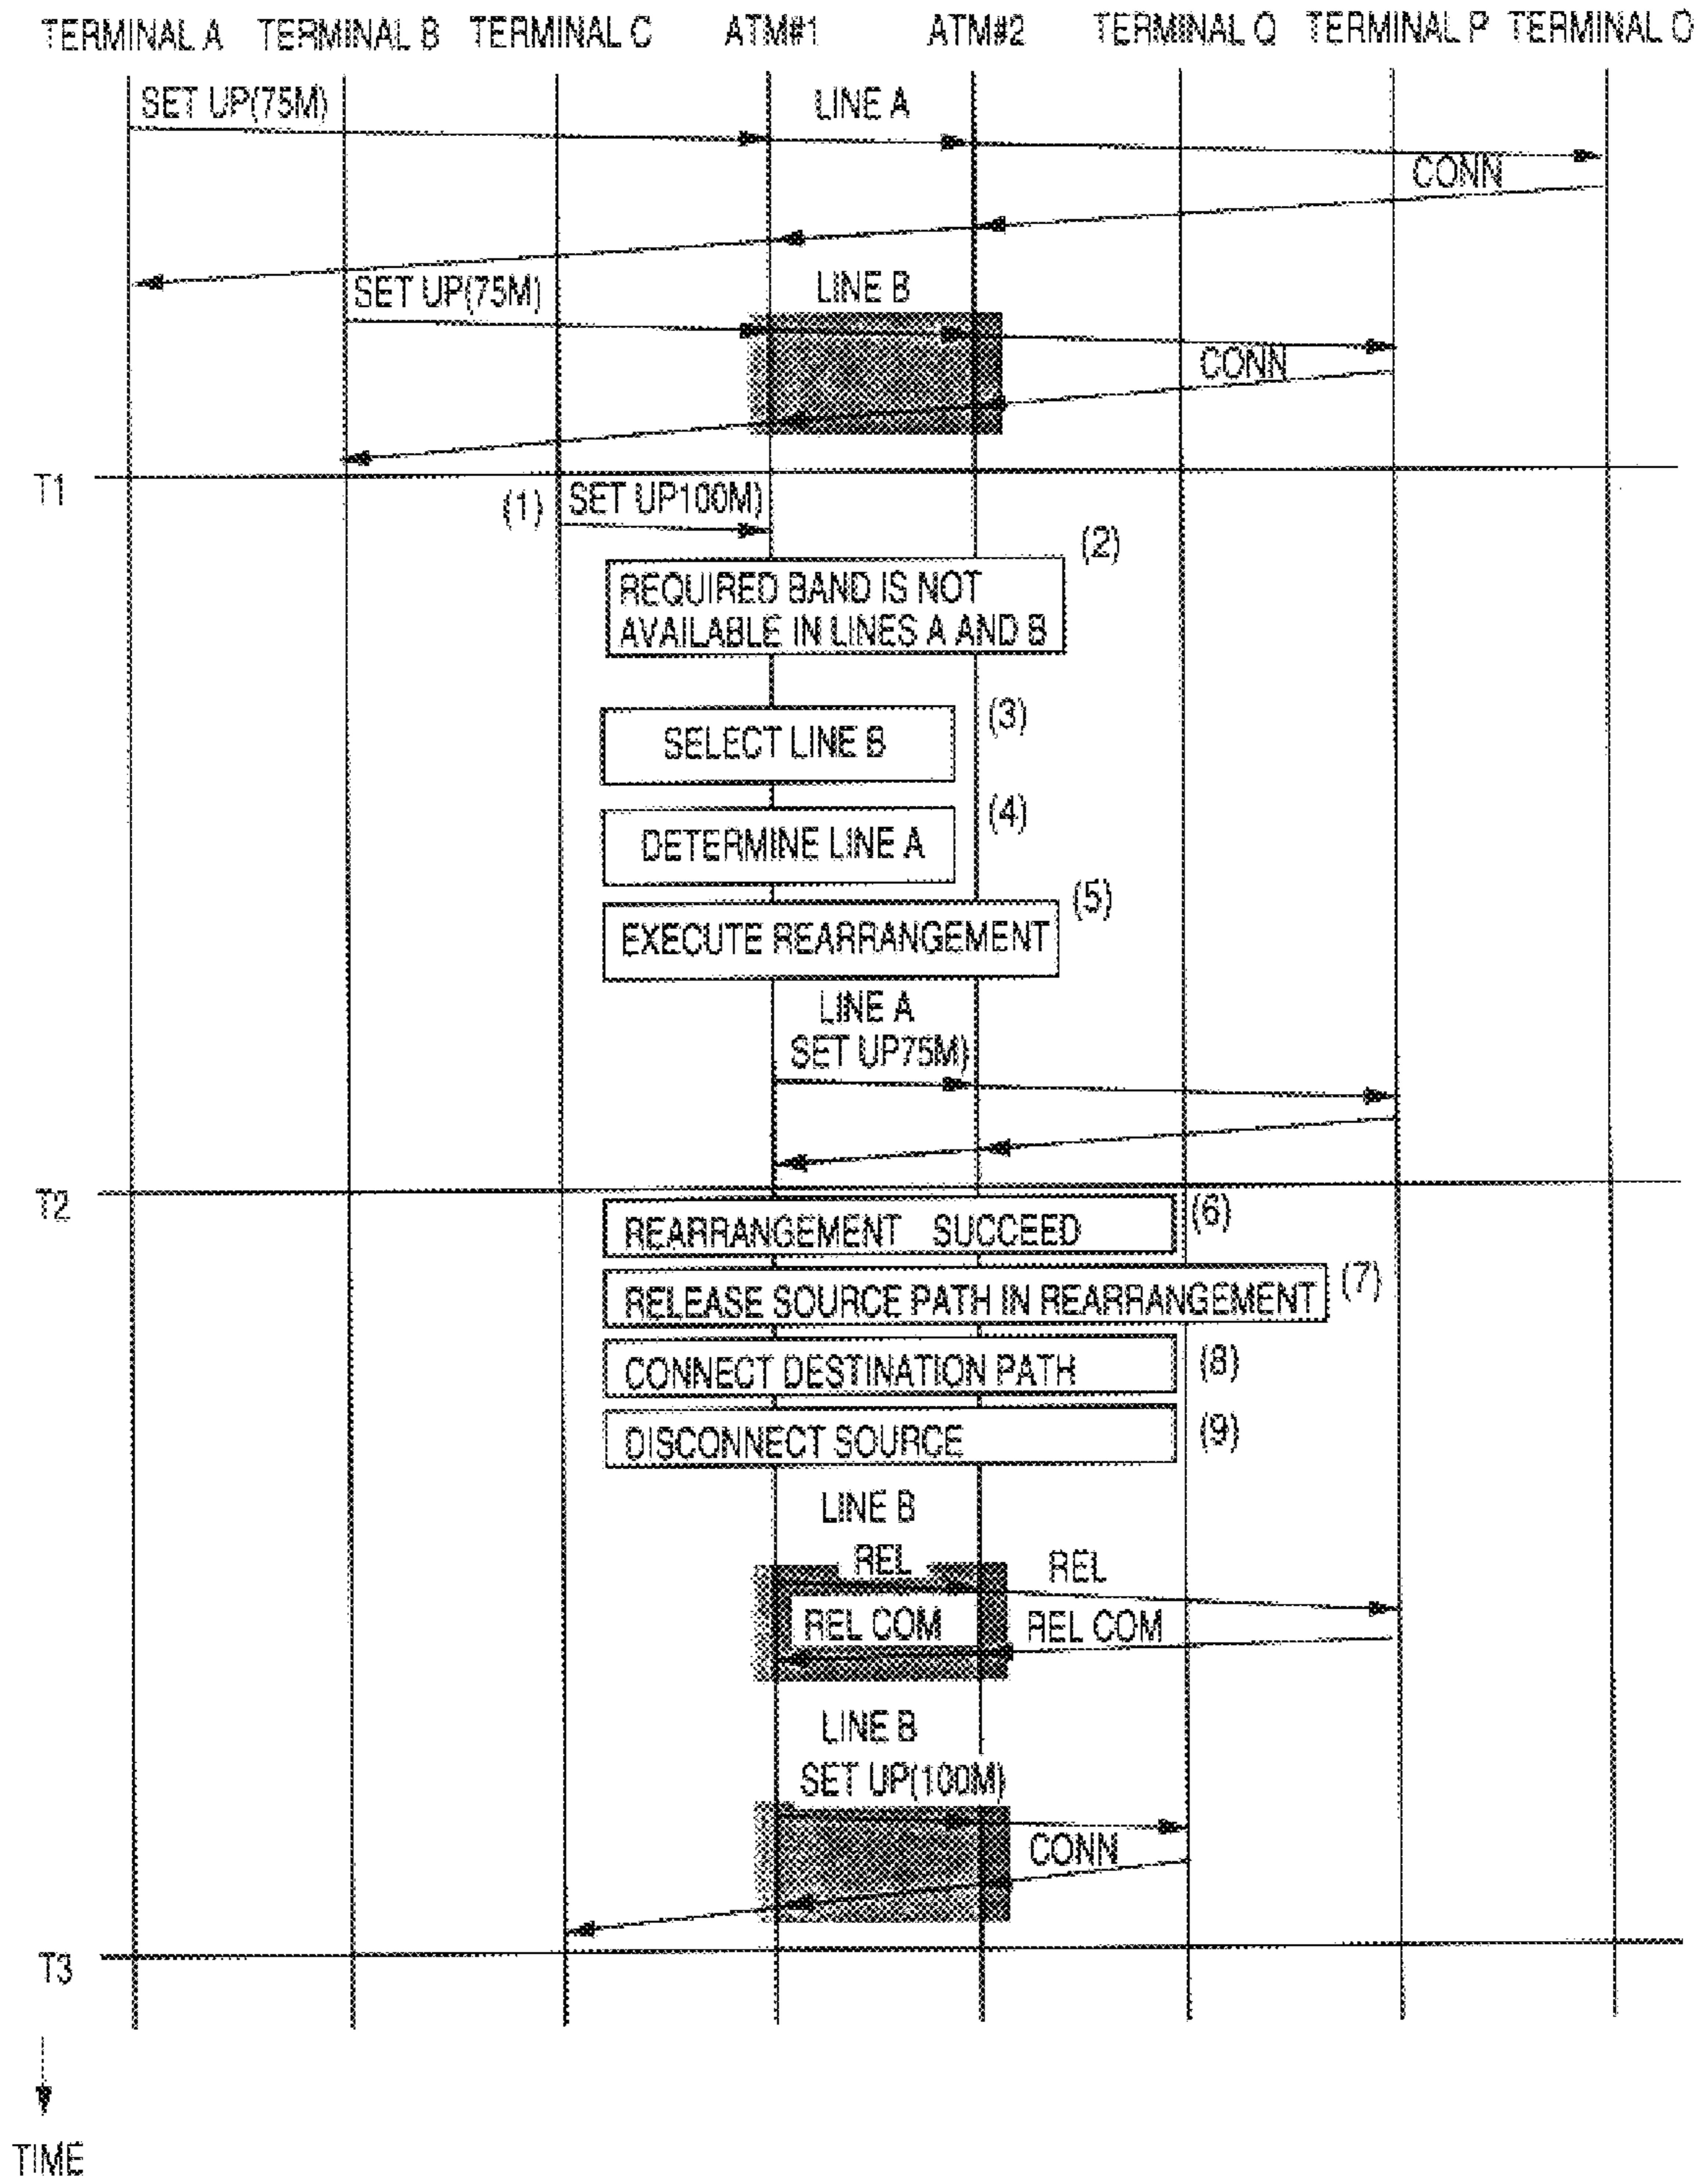 TERMINAL A TERMINAL B TERMINAL C ATM#1 ATM#2 TERMINAL Q TERMINAL P TERMINAL O
SET UP(75M) LINE A
CONN
SET UP(75M) LINE B
CONN
T1
(1) SET UP100M)
(2)
REQUIRED BAND IS NOT
AVAILABLE IN LINES A AND B
(3)
SELECT LINE B
(4)
DETERMINE LINE A
(5)
EXECUTE REARRANGEMENT
LINE A
SET UP75M)
T2
REARRANGEMENT SUCCEED (6)
RELEASE SOURCE PATH IN REARRANGEMENT (7)
CONNECT DESTINATION PATH (8)
DISCONNECT SOURCE (9)
LINE B
REL REL
REL COM REL COM
LINE B
SET UP(100M)
CONN
T3
TIME